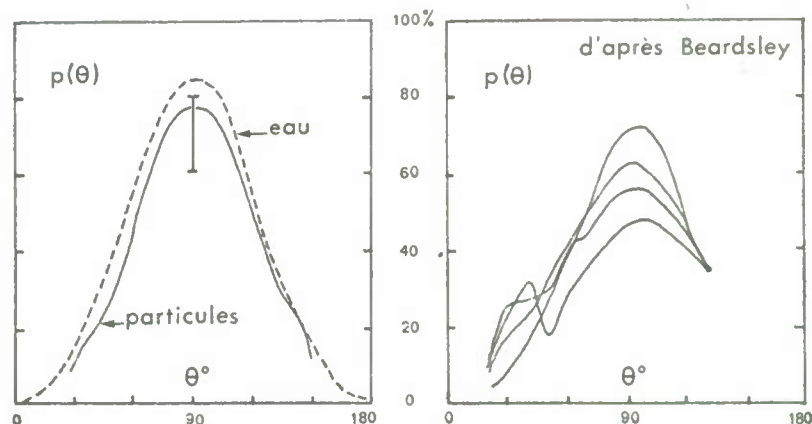 100%
d'après Beardsley
p(θ)
p(θ)
80
eau
60
40
particules
20
θ°
θ°
0
0
90
180
0
90
180